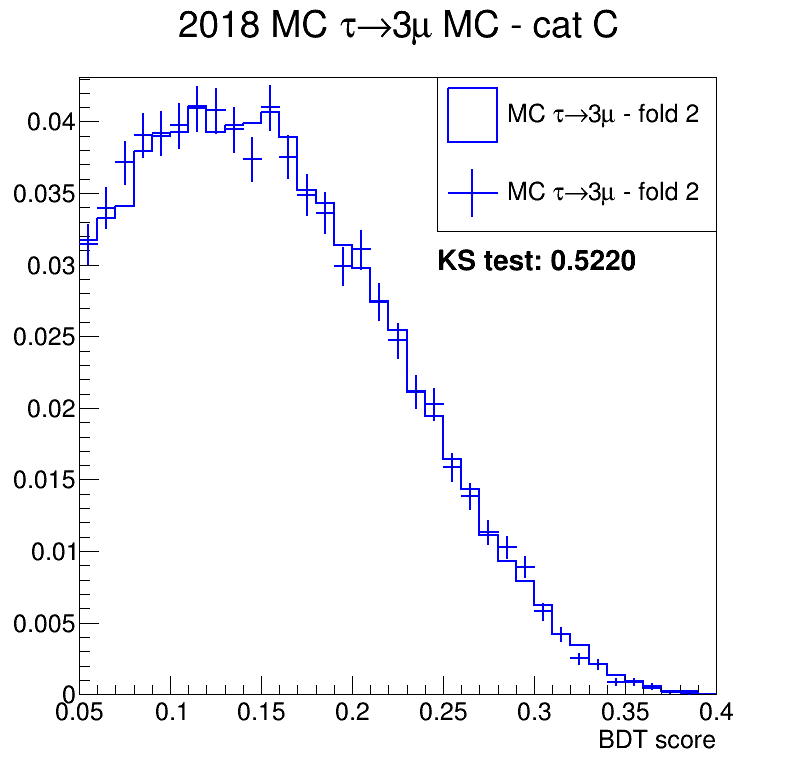 2018 MC τ→3μ MC - cat C
MC τ→3μ - fold 2
MC τ→3μ - fold 2
KS test: 0.5220
0.04
0.035
0.03
0.025
0.02
0.015
0.01
0.005
0
0.05 0.1 0.15 0.2 0.25 0.3 0.35 0.4
BDT score